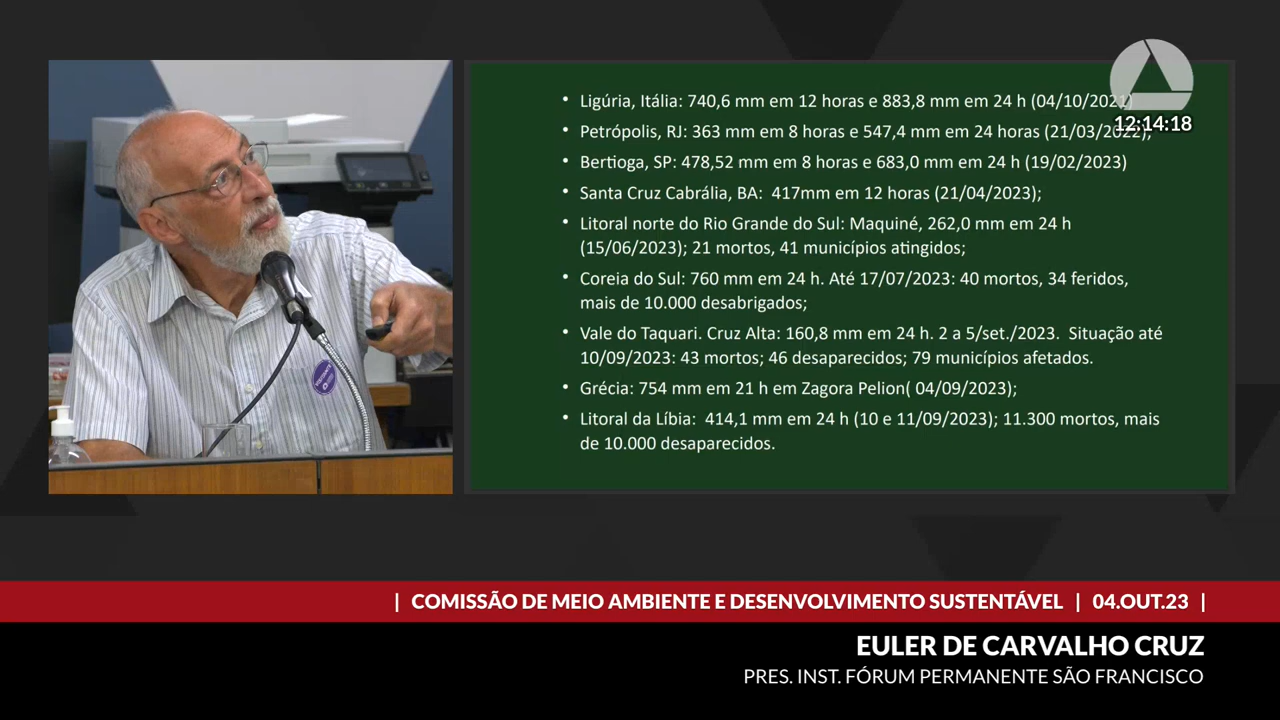 • Ligúria, Itália: 740,6 mm em 12 horas e 883,8 mm em 24 h (04/10/2021)
12:14:18
• Petrópolis, RJ: 363 mm em 8 horas e 547,4 mm em 24 horas (21/03/2022);
• Bertioga, SP: 478,52 mm em 8 horas e 683,0 mm em 24 h (19/02/2023)
• Santa Cruz Cabrália, BA: 417mm em 12 horas (21/04/2023);
• Litoral norte do Rio Grande do Sul: Maquiné, 262,0 mm em 24 h
(15/06/2023); 21 mortos, 41 municípios atingidos;
• Coreia do Sul: 760 mm em 24 h. Até 17/07/2023: 40 mortos, 34 feridos,
mais de 10.000 desabrigados;
• Vale do Taquari. Cruz Alta: 160,8 mm em 24 h. 2 a 5/set./2023. Situação até
10/09/2023: 43 mortos; 46 desaparecidos; 79 municípios afetados.
• Grécia: 754 mm em 21 h em Zagora Pelion( 04/09/2023);
• Litoral da Líbia: 414,1 mm em 24 h (10 e 11/09/2023); 11.300 mortos, mais
de 10.000 desaparecidos.
| COMISSÃO DE MEIO AMBIENTE E DESENVOLVIMENTO SUSTENTÁVEL | 04.OUT.23 |
EULER DE CARVALHO CRUZ
PRES. INST. FÓRUM PERMANENTE SÃO FRANCISCO